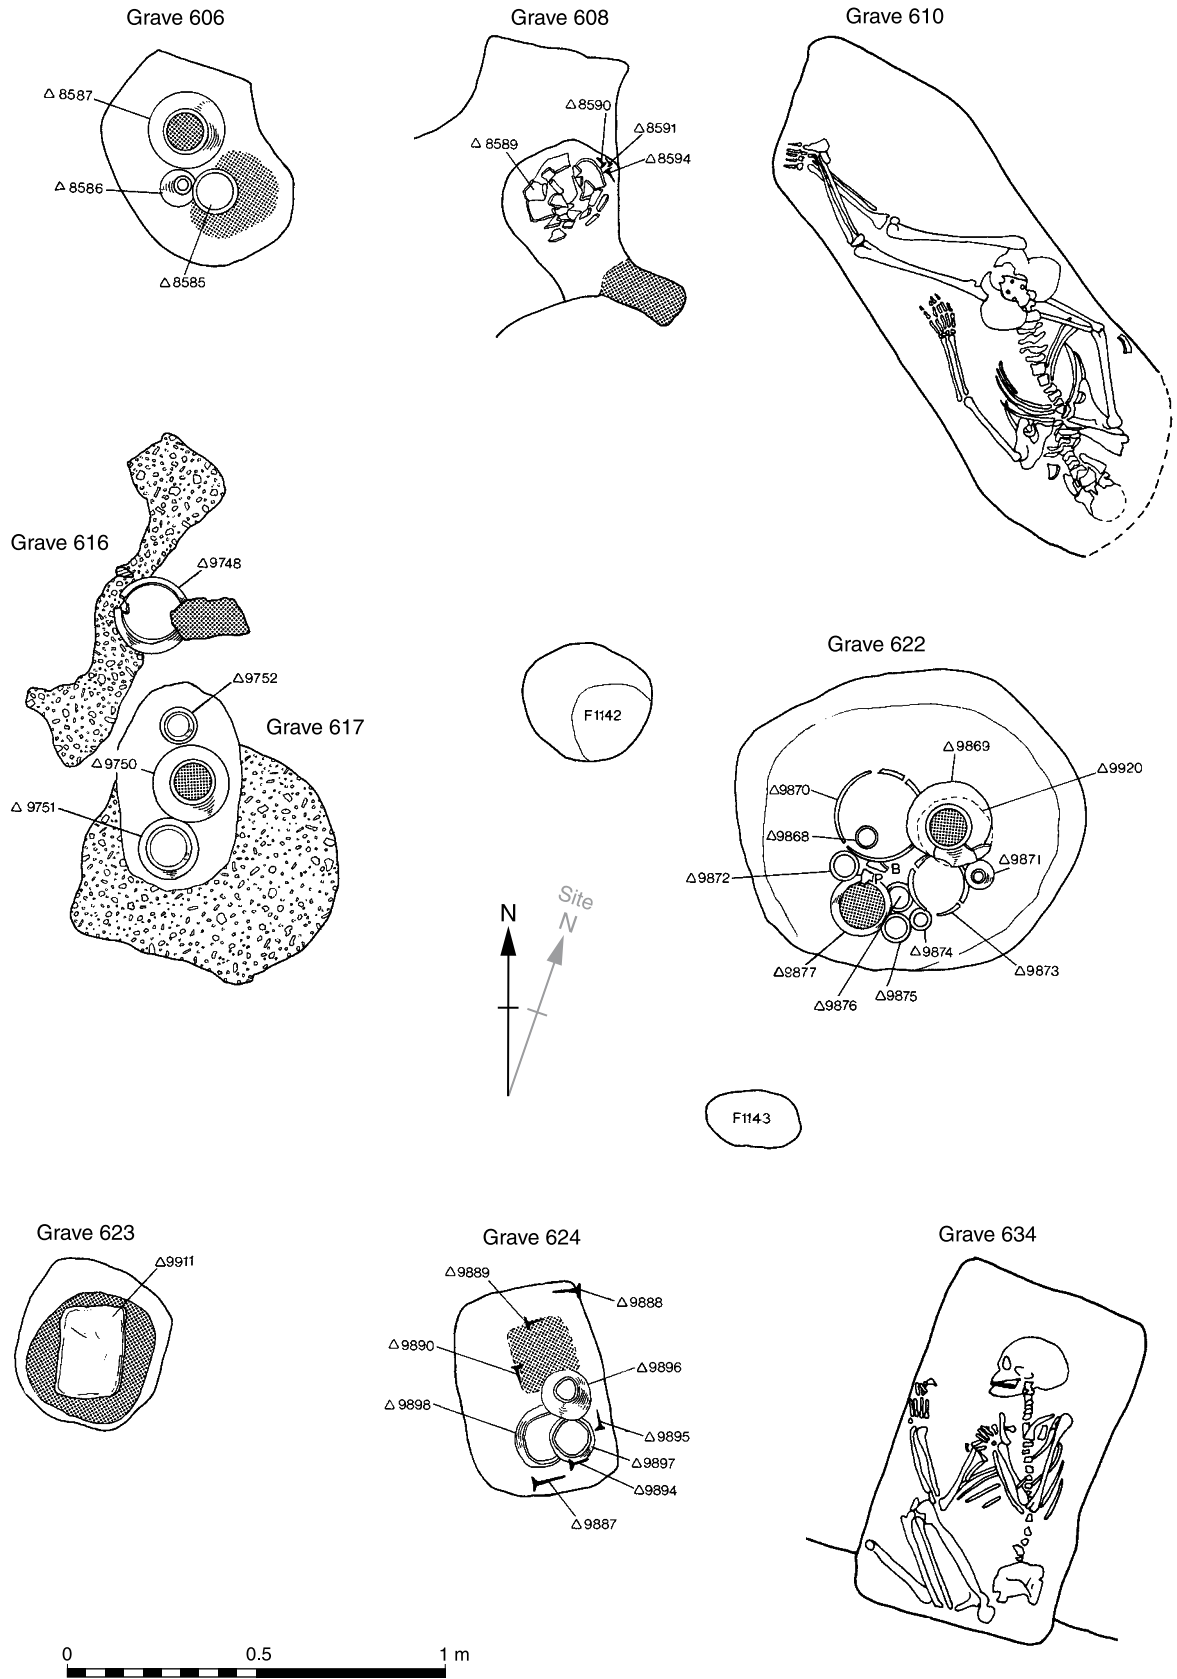 Grave 606
Grave 608
Grave 610
△8587
△8586
△8585
△8590
△8591
△8589
△8594
Grave 616
△9748
△9752
Grave 617
△9750
△9751
F1142
Grave 622
△9869
△9920
△9870
△9868
△9871
△9872
B
P
△9874
△9877
△9873
△9876
△9875
Site
N
N
F1143
Grave 623
△9911
Grave 624
△9889
△9888
△9890
△9896
△9898
△9895
△9897
△9894
△9887
Grave 634
0 0.5 1 m